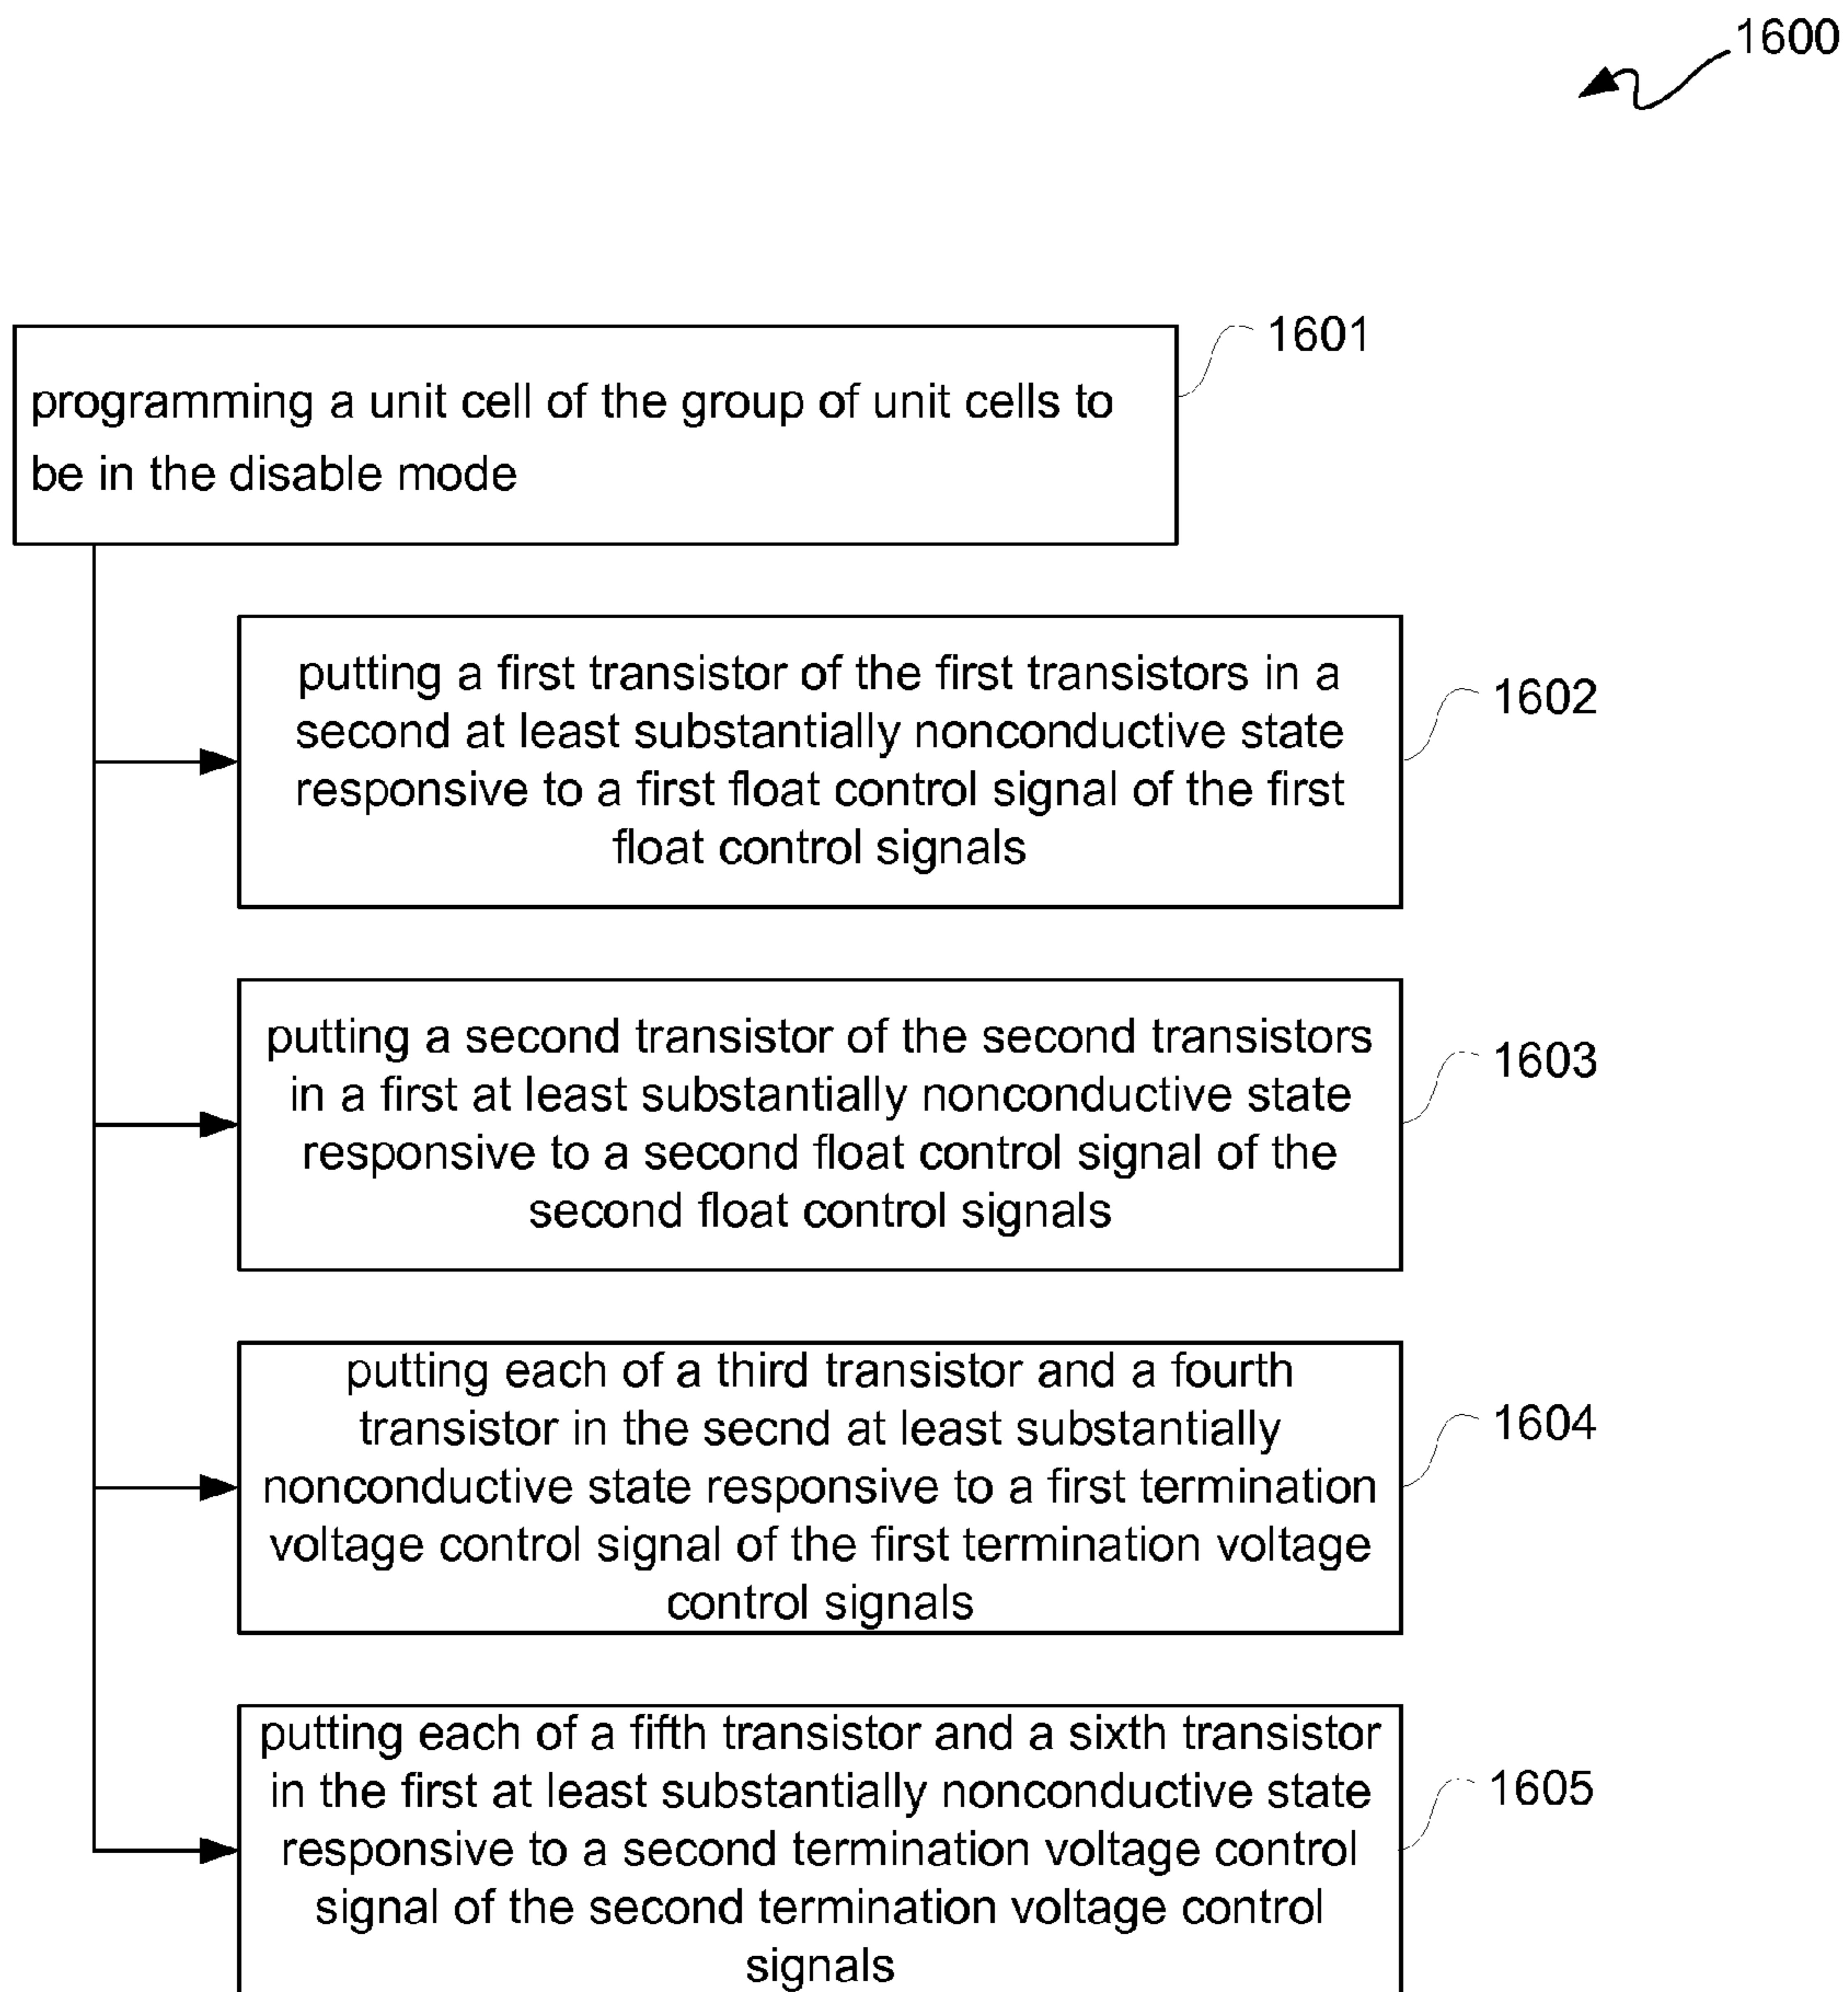 1600
1601
programming a unit cell of the group of unit cells to
be in the disable mode
putting a first transistor of the first transistors in a
second at least substantially nonconductive state
responsive to a first float control signal of the first
float control signals
1602
putting a second transistor of the second transistors
in a first at least substantially nonconductive state
responsive to a second float control signal of the
second float control signals
1603
putting each of a third transistor and a fourth
transistor in the secnd at least substantially
nonconductive state responsive to a first termination
voltage control signal of the first termination voltage
control signals
1604
putting each of a fifth transistor and a sixth transistor
in the first at least substantially nonconductive state
responsive to a second termination voltage control
signal of the second termination voltage control
signals
1605